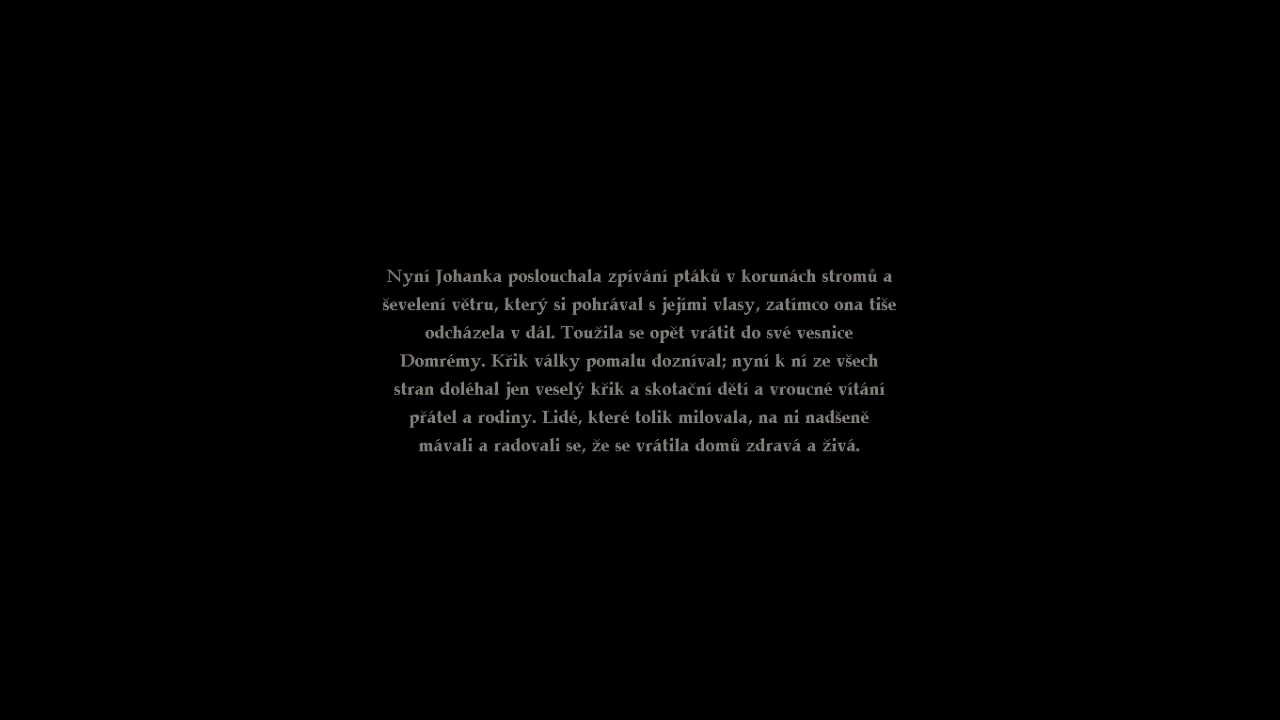 Nyní Johanka poslouchala zpívání ptáků v korunách stromů a
ševelení větru, který si pohrával s jejími vlasy, zatímco ona tiše
odcházela v dál. Toužila se opět vrátit do své vesnice
Domrémy. Křik války pomalu dozníval; nyní k ní ze všech
stran doléhal jen veselý křik a skotační dětí a vroucné vítání
přátel a rodiny. Lidé, které tolik milovala, na ni nadšeně
mávali a radovali se, že se vrátila domů zdravá a živá.